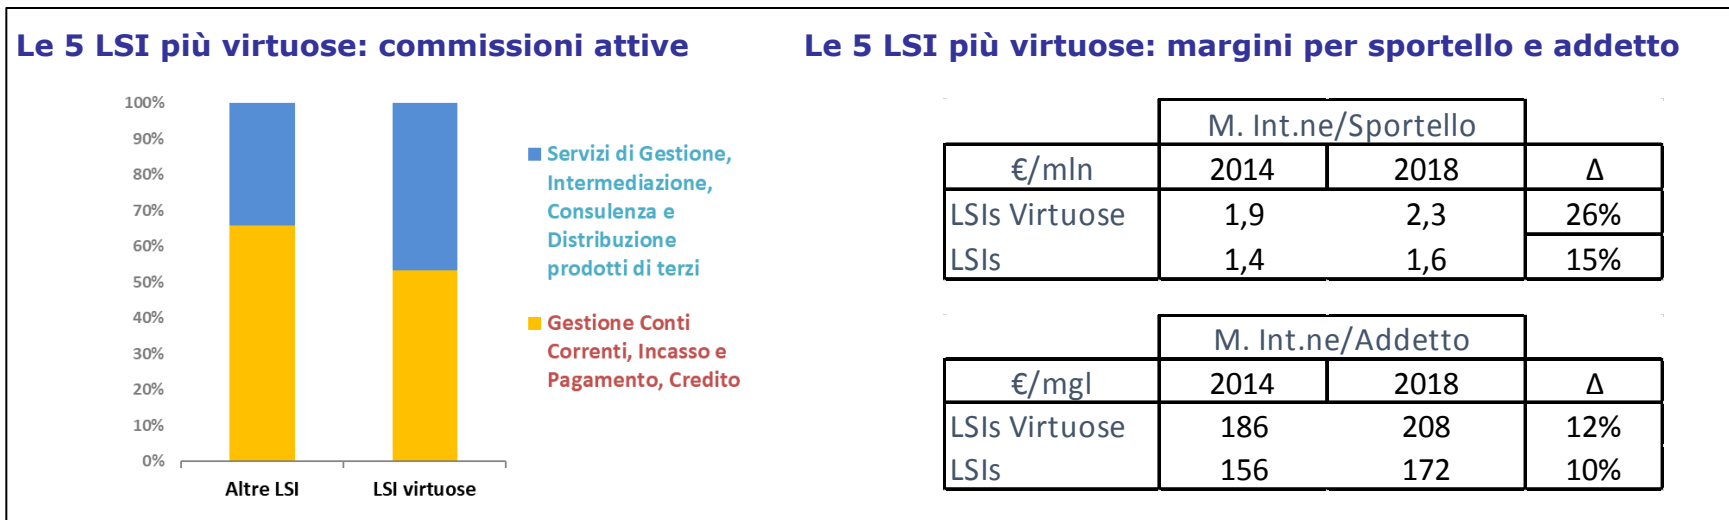 Le 5 LSI più virtuose: commissioni attive
100%
90%
80%
70%
60%
50%
40%
30%
20%
10%
0%
Altre LSI
LSI virtuose
Servizi di Gestione,
Intermediazione,
Consulenza e
Distribuzione
prodotti di terzi
Gestione Conti
Correnti, Incasso e
Pagamento, Credito
Le 5 LSI più virtuose: margini per sportello e addetto
M. Int.ne/Sportello
€/mln 2014 2018 Δ
LSIs Virtuose 1,9 2,3 26%
LSIs 1,4 1,6 15%
M. Int.ne/Addetto
€/mgl 2014 2018 Δ
LSIs Virtuose 186 208 12%
LSIs 156 172 10%